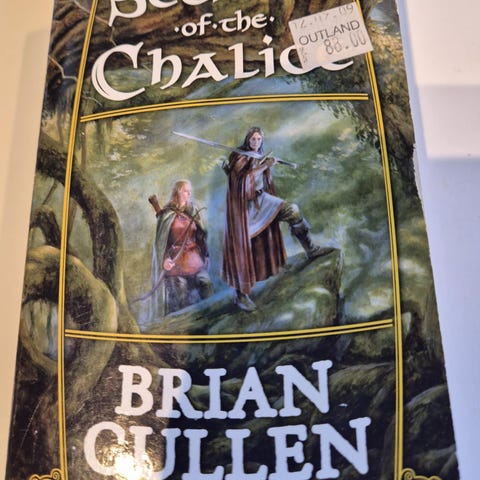 of the
Chalice
OUTLAND
BRIAN
CULLEN